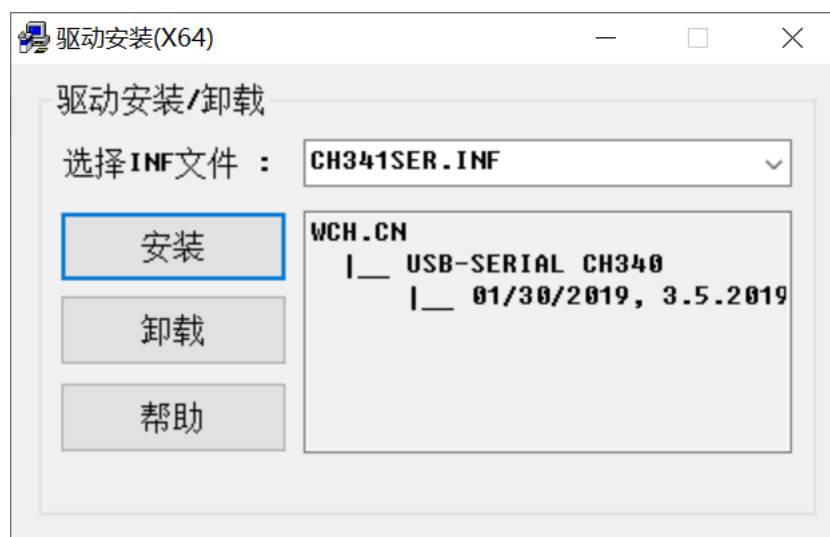 驱动安装(X64)
驱动安装/卸载
选择INF文件 :
CH341SER.INF
安装
WCH.CN
|__ USB-SERIAL CH340
|__ 01/30/2019, 3.5.2019
卸载
帮助